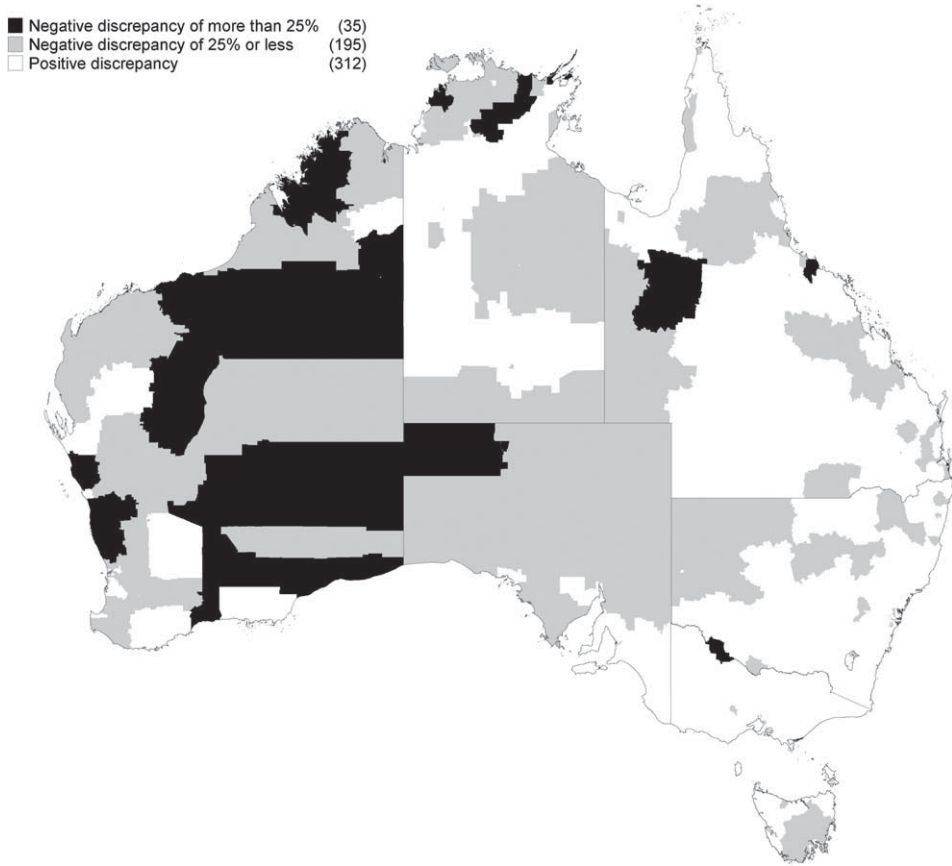 Negative discrepancy of more than 25% (35)
Negative discrepancy of 25% or less (195)
Positive discrepancy (312)